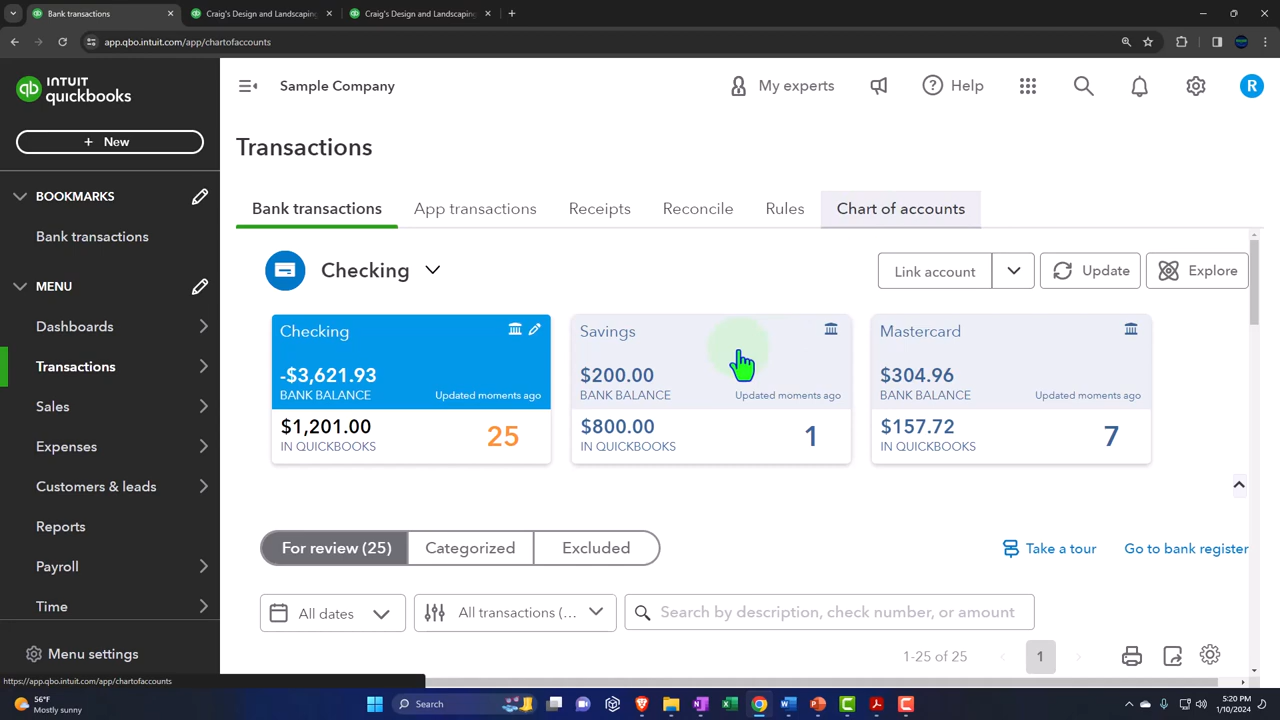 Bank transactions
Craig's Design and Landscaping
Craig's Design and Landscaping
app.qbo.intuit.com/app/chartofaccounts
INTUIT
quickbooks
qb
Sample Company
My experts
Help
R
+ New
Transactions
BOOKMARKS
Bank transactions
App transactions
Receipts
Reconcile
Rules
Chart of accounts
Bank transactions
MENU
Dashboards
Transactions
Sales
Expenses
Customers & leads
Reports
Payroll
Time
Menu settings
Checking
Link account
Update
Explore
Checking
-$3,621.93
BANK BALANCE
Updated moments ago
$1,201.00
IN QUICKBOOKS
25
Savings
$200.00
BANK BALANCE
Updated moments ago
$800.00
IN QUICKBOOKS
1
Mastercard
$304.96
BANK BALANCE
Updated moments ago
$157.72
IN QUICKBOOKS
7
For review (25)
Categorized
Excluded
Take a tour
Go to bank register
All dates
All transactions (...
Search by description, check number, or amount
1-25 of 25
1
https://app.qbo.intuit.com/app/chartofaccounts
56°F
Mostly sunny
Search
5:20 PM
1/10/2024